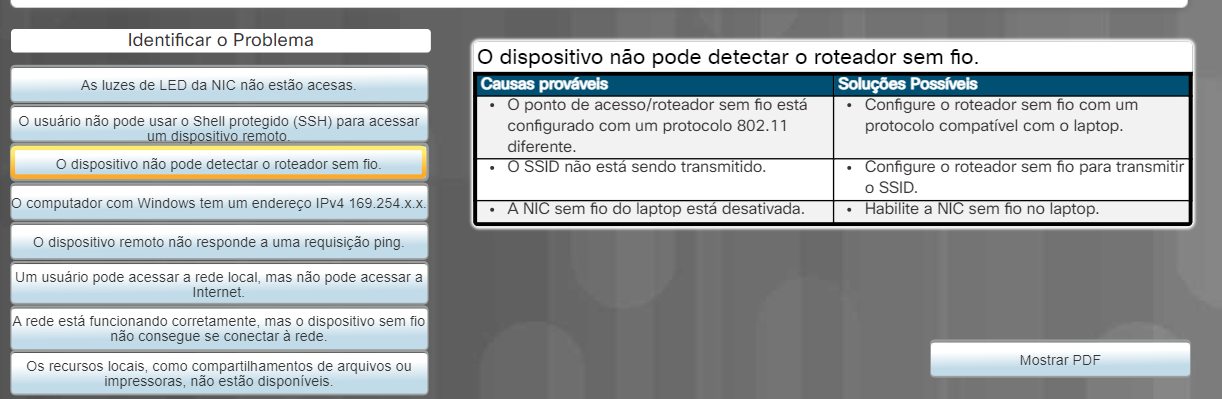 Identificar o Problema
As luzes de LED da NIC não estão acesas.
O usuário não pode usar o Shell protegido (SSH) para acessar
um dispositivo remoto.
O dispositivo não pode detectar o roteador sem fio.
O computador com Windows tem um endereço IPv4 169.254.x.x.
O dispositivo remoto não responde a uma requisição ping.
Um usuário pode acessar a rede local, mas não pode acessar a
Internet.
A rede está funcionando corretamente, mas o dispositivo sem fio
não consegue se conectar à rede.
Os recursos locais, como compartilhamentos de arquivos ou
impressoras, não estão disponíveis.
O dispositivo não pode detectar o roteador sem fio.
Causas prováveis
Soluções Possíveis
• O ponto de acesso/roteador sem fio está
configurado com um protocolo 802.11
diferente.
• Configure o roteador sem fio com um
protocolo compatível com o laptop.
• O SSID não está sendo transmitido.
• Configure o roteador sem fio para transmitir
o SSID.
• A NIC sem fio do laptop está desativada.
• Habilite a NIC sem fio no laptop.
Mostrar PDF